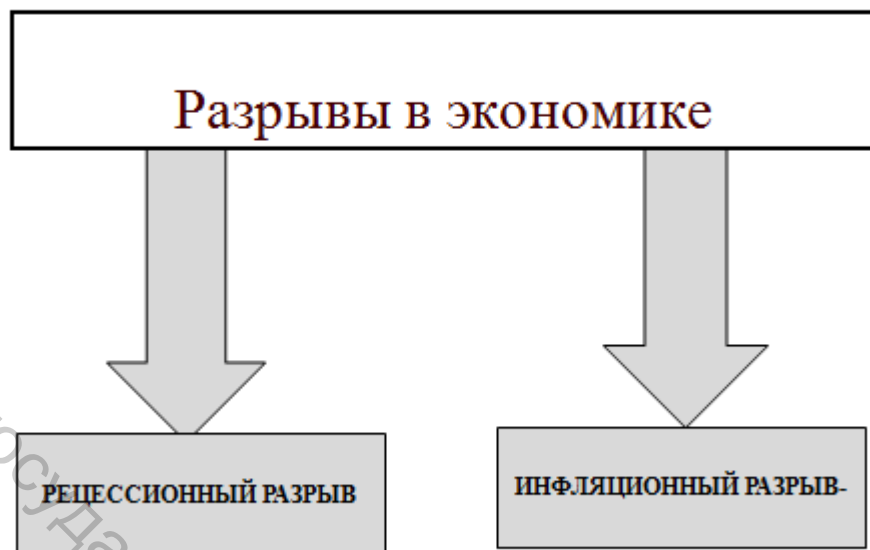 Разрывы в экономике
РЕЦЕССИОННЫЙ РАЗРЫВ
ИНФЛЯЦИОННЫЙ РАЗРЫВ-